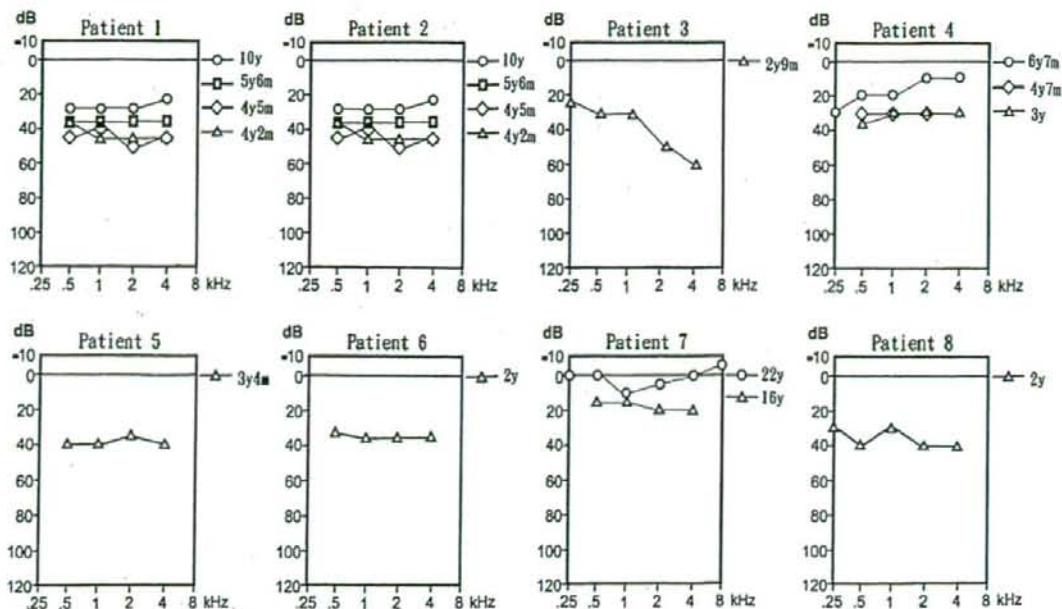 dB Patient 1
-10
0
20
40
60
80
100
120
.25 .5 1 2 4 8 kHz
10y
5y6m
4y5m
4y2m
dB Patient 2
-10
0
20
40
60
80
100
120
.25 .5 1 2 4 8 kHz
10y
5y6m
4y5m
4y2m
dB Patient 3
-10
0
20
40
60
80
100
120
.25 .5 1 2 4 8 kHz
2y9m
dB Patient 4
-10
0
20
40
60
80
100
120
.25 .5 1 2 4 8 kHz
6y7m
4y7m
3y
dB Patient 5
-10
0
20
40
60
80
100
120
.25 .5 1 2 4 8 kHz
3y4m
dB Patient 6
-10
0
20
40
60
80
100
120
.25 .5 1 2 4 8 kHz
2y
dB Patient 7
-10
0
20
40
60
80
100
120
.25 .5 1 2 4 8 kHz
22y
16y
dB Patient 8
-10
0
20
40
60
80
100
120
.25 .5 1 2 4 8 kHz
2y